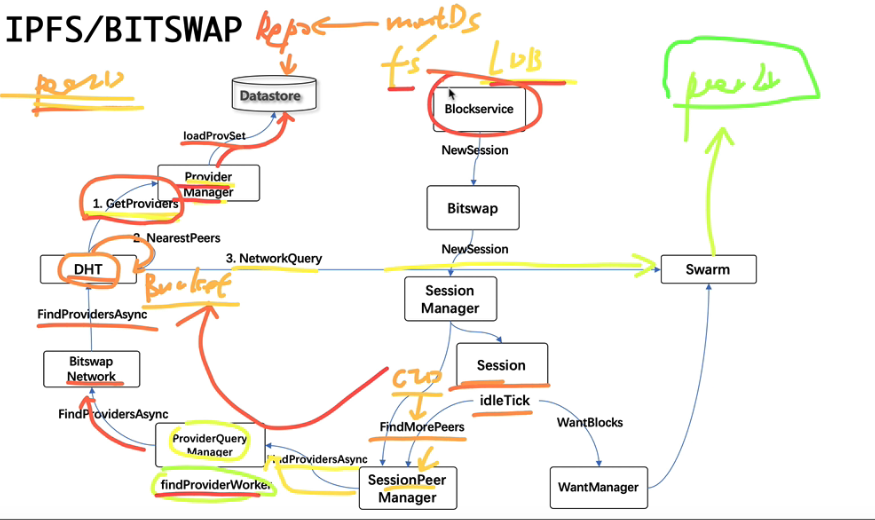 IPFS/BITSWAP
Repo
mountDs
fs
LDB
peerID
Datastore
Blockservice
loadProvSet
NewSession
Provider
Manager
1. GetProviders
Bitswap
2. NearestPeers
NewSession
3. NetworkQuery
DHT
Swarm
Bucket
Session
Manager
FindProvidersAsync
Session
Bitswap
Network
CID
idleTick
FindProvidersAsync
FindMorePeers
WantBlocks
ProviderQuery
Manager
FindProvidersAsync
findProviderWorker
SessionPeer
Manager
WantManager